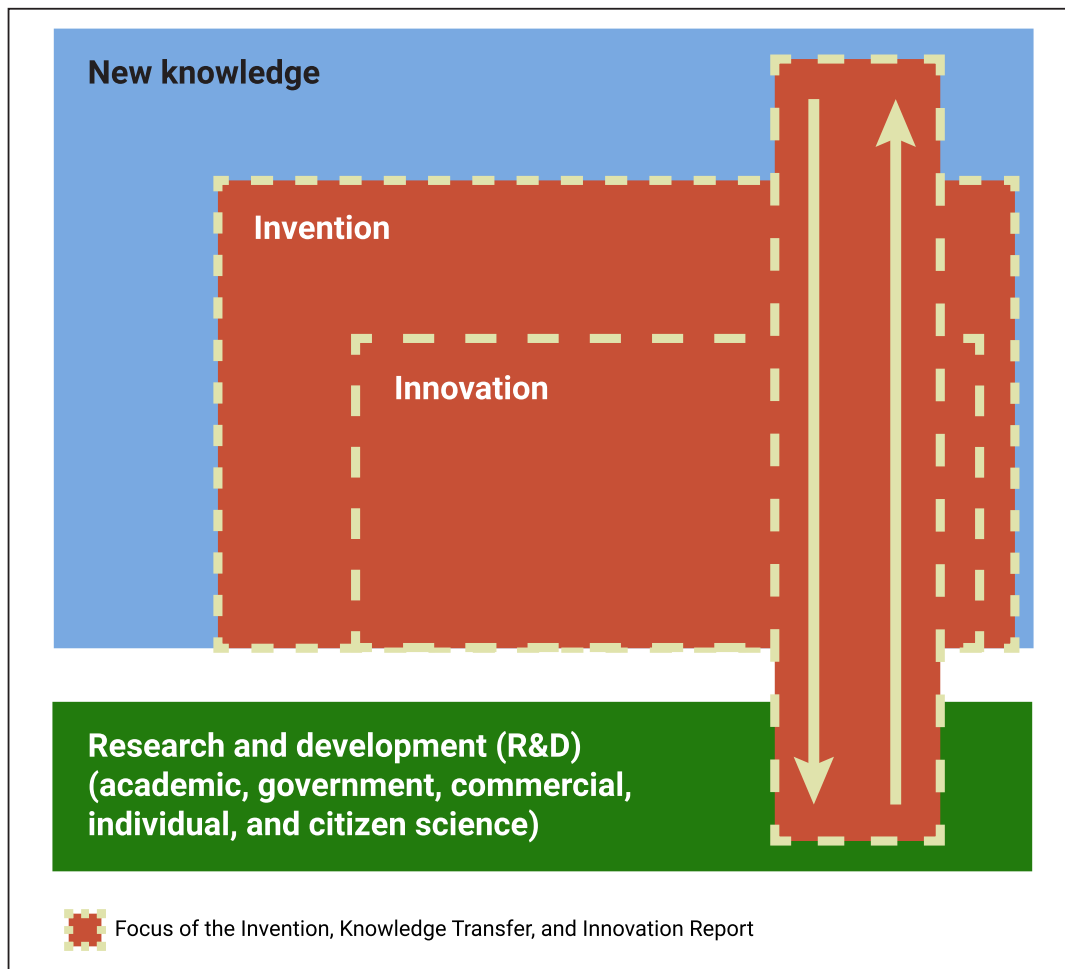 New knowledge
Invention
Innovation
Research and development (R&D)
(academic, government, commercial,
individual, and citizen science)
Focus of the Invention, Knowledge Transfer, and Innovation Report